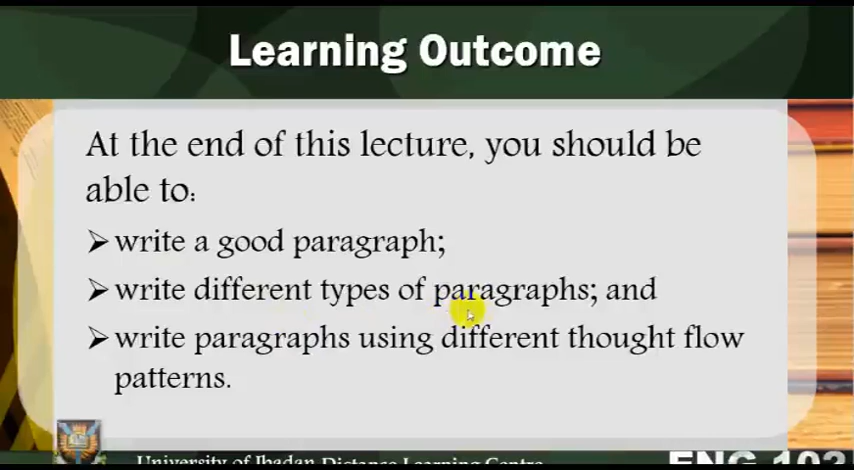 Learning Outcome
At the end of this lecture, you should be
able to:
➤ write a good paragraph;
➤ write different types of paragraphs; and
➤ write paragraphs using different thought flow
patterns.
University of Ibadan Distance Learning Centre
ENG 102